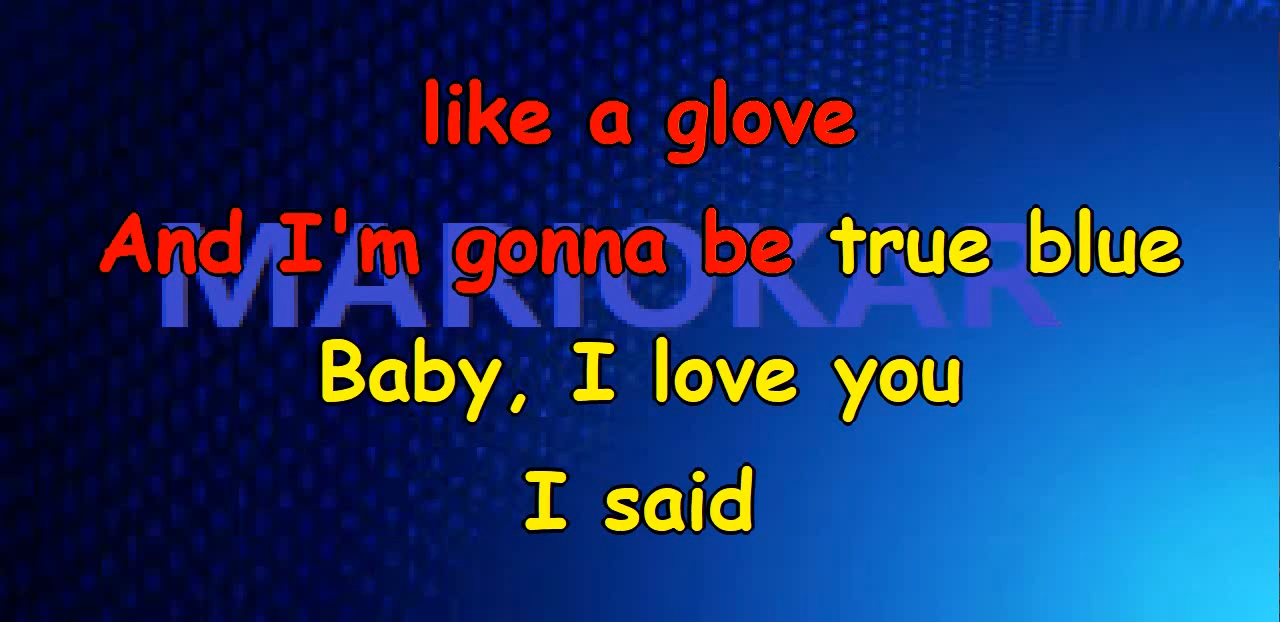 like a glove
And I'm gonna be true blue
MARIOKAR
Baby, I love you
I said